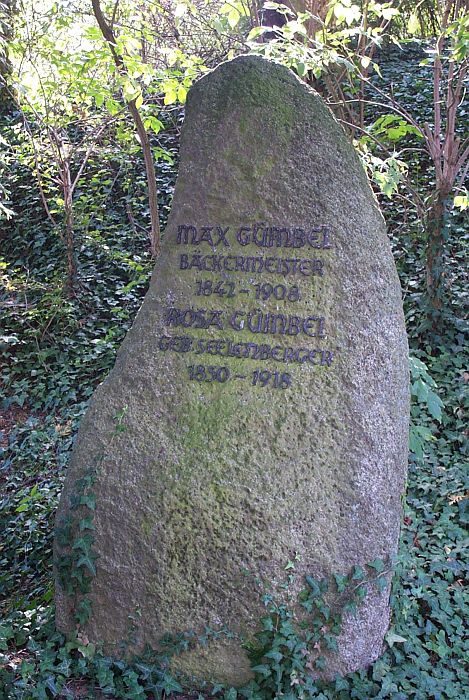 MAX GÜMBEL
BÄCKERMEISTER
1842-1908
ROSA GÜMBEL
GEB SEELENBERGER
1850-1918